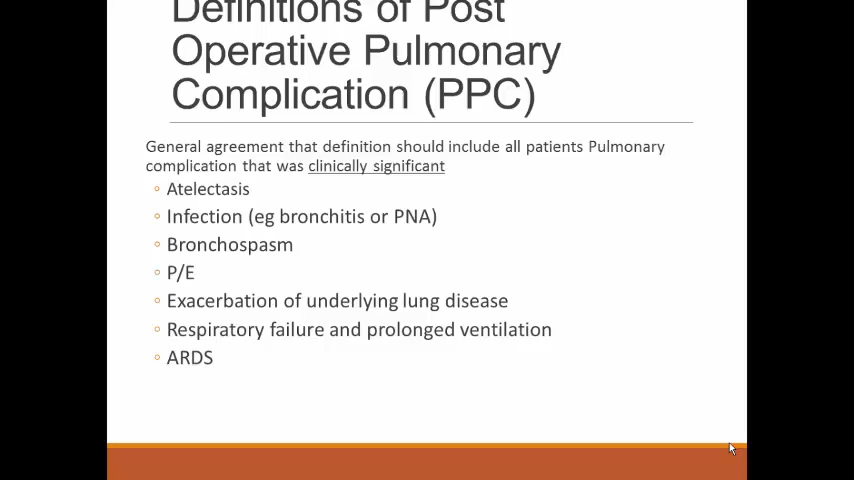 Definitions of Post
Operative Pulmonary
Complication (PPC)
General agreement that definition should include all patients Pulmonary
complication that was clinically significant
◦ Atelectasis
◦ Infection (eg bronchitis or PNA)
◦ Bronchospasm
◦ P/E
◦ Exacerbation of underlying lung disease
◦ Respiratory failure and prolonged ventilation
◦ ARDS